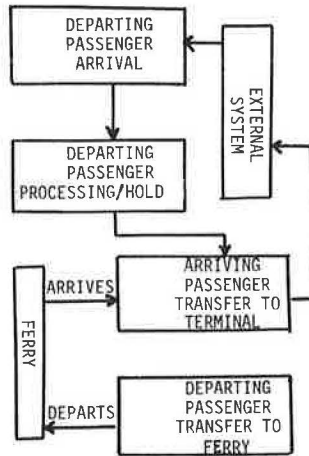 DEPARTING
PASSENGER
ARRIVAL
EXTERNAL
SYSTEM
DEPARTING
PASSENGER
PROCESSING/HOLD
ARRIVING
PASSENGER
TRANSFER TO
TERMINAL
ARRIVES
FERRY
DEPARTS
DEPARTING
PASSENGER
TRANSFER TO
FERRY